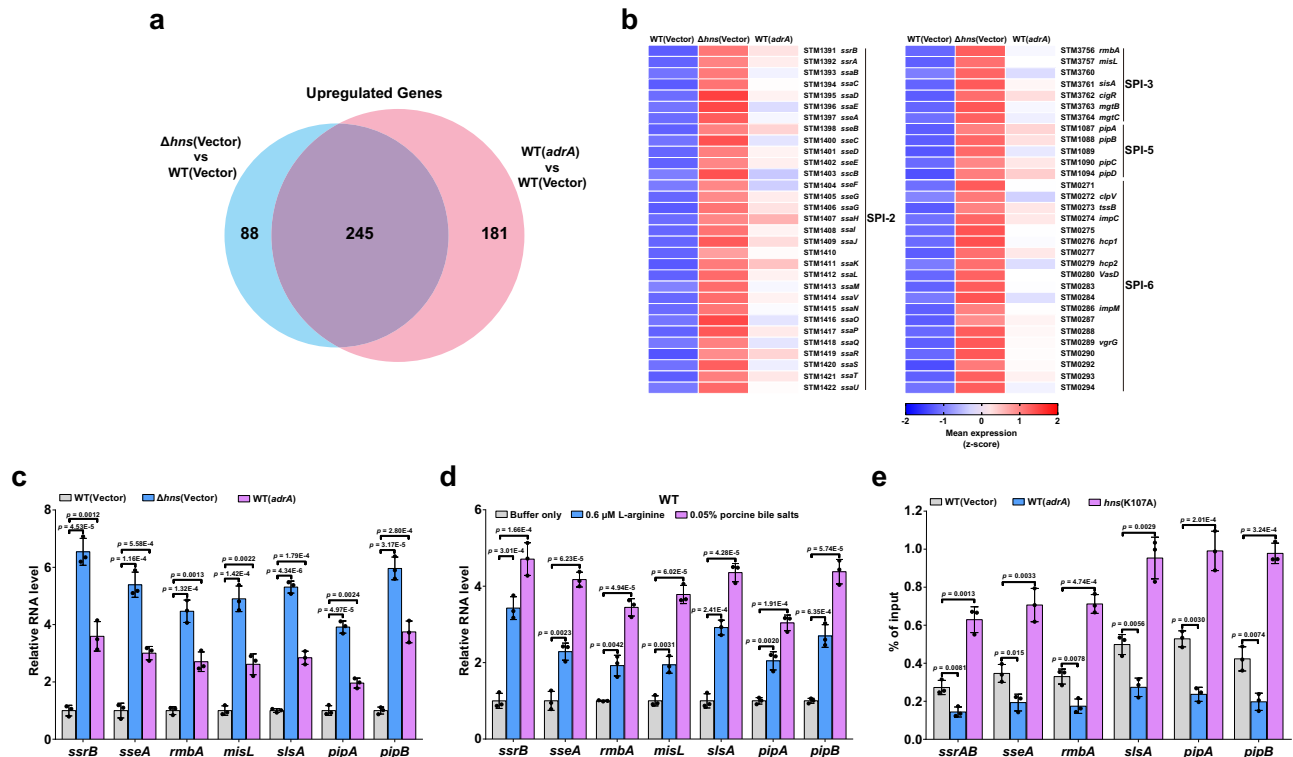 a
Upregulated Genes
Δhns(Vector)
vs
WT(Vector)
WT(adrA)
vs
WT(Vector)
88
245
181
b
WT(Vector) Δhns(Vector) WT(adrA)
STM1391 ssrB
STM1392 ssrA
STM1393 ssaB
STM1394 ssaC
STM1395 ssaD
STM1396 ssaE
STM1397 sseA
STM1398 sseB
STM1400 sseC
STM1401 sseD
STM1402 sseE
STM1403 sccB
STM1404 sseF
STM1405 sseG
STM1406 ssaG
STM1407 ssaH
STM1408 ssaI
STM1409 ssaJ
STM1410
STM1411 ssaK
STM1412 ssaL
STM1413 ssaM
STM1414 ssaV
STM1415 ssaN
STM1416 ssaO
STM1417 ssaP
STM1418 ssaQ
STM1419 ssaR
STM1420 ssaS
STM1421 ssaT
STM1422 ssaU
SPI-2
WT(Vector) Δhns(Vector) WT(adrA)
STM3756 rmbA
STM3757 misL
STM3760
STM3761 sisA
STM3762 cigR
STM3763 mgtB
STM3764 mgtC
SPI-3
STM1087 pipA
STM1088 pipB
STM1089
STM1090 pipC
STM1094 pipD
SPI-5
STM0271
STM0272 clpV
STM0273 tssB
STM0274 impC
STM0275
STM0276 hcp1
STM0277
STM0279 hcp2
STM0280 VasD
STM0283
STM0284
STM0286 impM
STM0287
STM0288
STM0289 vgrG
STM0290
STM0292
STM0293
STM0294
SPI-6
-2 -1 0 1 2
Mean expression
(z-score)
c
WT(Vector) Δhns(Vector) WT(adrA)
Relative RNA level
8
6
4
2
0
p = 0.0012
p = 4.53E-5
p = 5.58E-4
p = 1.16E-4
p = 0.0013
p = 1.32E-4
p = 0.0022
p = 1.42E-4
p = 1.79E-4
p = 4.34E-6
p = 0.0024
p = 4.97E-5
p = 2.80E-4
p = 3.17E-5
ssrB sseA rmbA misL slsA pipA pipB
d
WT
Buffer only 0.6 µM L-arginine 0.05% porcine bile salts
Relative RNA level
6
4
2
0
p = 1.66E-4
p = 3.01E-4
p = 6.23E-5
p = 0.0023
p = 4.94E-5
p = 0.0042
p = 6.02E-5
p = 0.0031
p = 4.28E-5
p = 2.41E-4
p = 1.91E-4
p = 0.0020
p = 5.74E-5
p = 6.35E-4
ssrB sseA rmbA misL slsA pipA pipB
e
WT(Vector) WT(adrA) hns(K107A)
% of input
1.2
1.0
0.8
0.6
0.4
0.2
0.0
p = 0.0013
p = 0.0081
p = 0.0033
p = 0.015
p = 4.74E-4
p = 0.0078
p = 0.0029
p = 0.0056
p = 2.01E-4
p = 0.0030
p = 3.24E-4
p = 0.0074
ssrAB sseA rmbA slsA pipA pipB